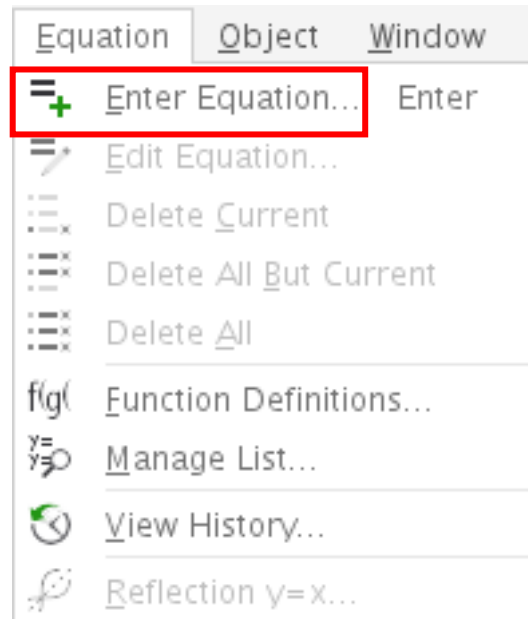 Equation Object Window
Enter Equation... Enter
Edit Equation...
Delete Current
Delete All But Current
Delete All
f(g( Function Definitions...
y= y= Manage List...
View History...
Reflection y=x...